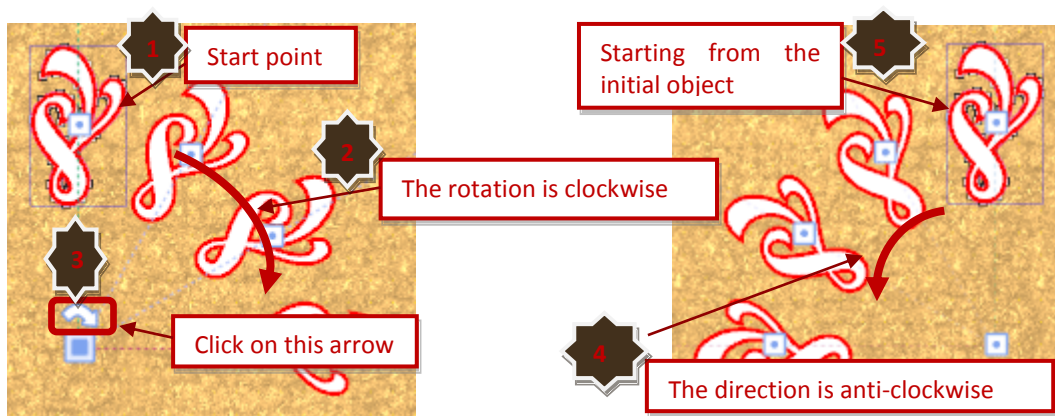 1
Start point
2
The rotation is clockwise
3
Click on this arrow
5
Starting from the
initial object
4
The direction is anti-clockwise